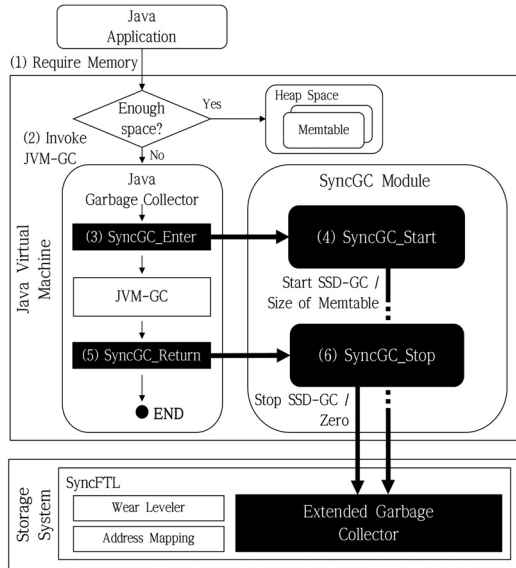 Java
Application
(1) Require Memory
Enough
space?
Yes
Heap Space
Memtable
(2) Invoke
JVM-GC
No
Java Virtual
Machine
Java
Garbage Collector
(3) SyncGC_Enter
JVM-GC
(5) SyncGC_Return
END
SyncGC Module
(4) SyncGC_Start
Start SSD-GC /
Size of Memtable
(6) SyncGC_Stop
Stop SSD-GC /
Zero
Storage
System
SyncFTL
Wear Leveler
Address Mapping
Extended Garbage
Collector